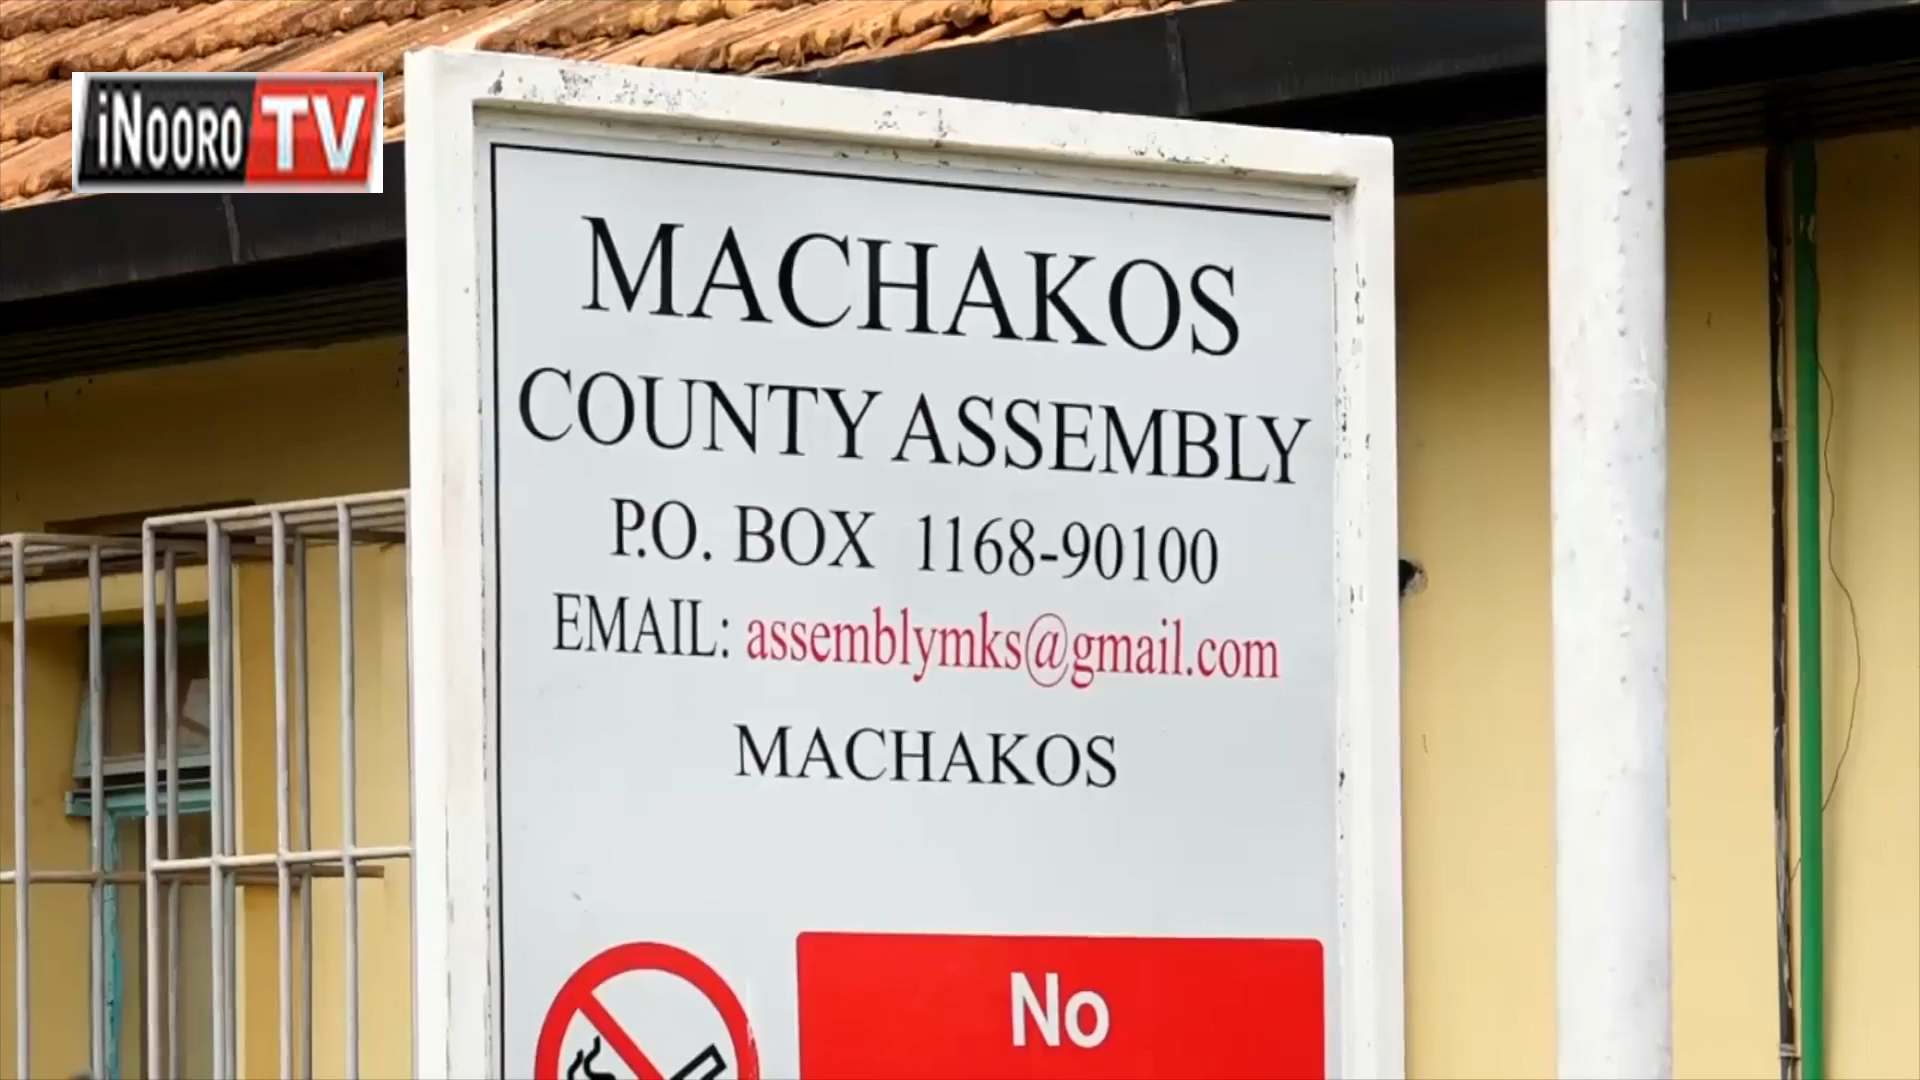 iNOORO TV
MACHAKOS
COUNTY ASSEMBLY
P.O. BOX 1168-90100
EMAIL: assemblymks@gmail.com
MACHAKOS
No